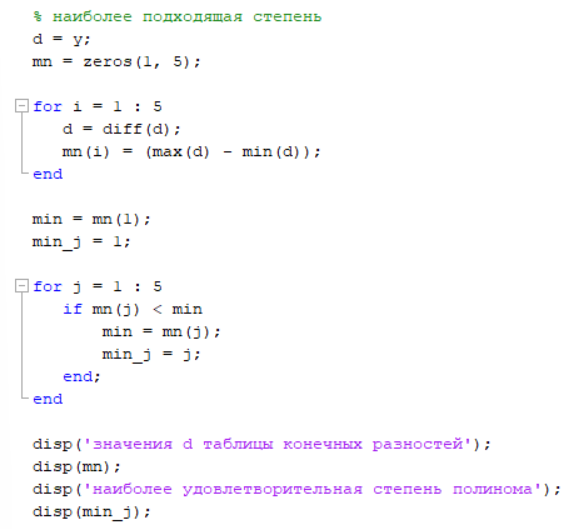 % наиболее подходящая степень
d = y;
mn = zeros(1, 5);
for i = 1 : 5
d = diff(d);
mn(i) = (max(d) - min(d));
end
min = mn(1);
min_j = 1;
for j = 1 : 5
if mn(j) < min
min = mn(j);
min_j = j;
end;
end
disp('значения d таблицы конечных разностей');
disp(mn);
disp('наиболее удовлетворительная степень полинома');
disp(min_j);